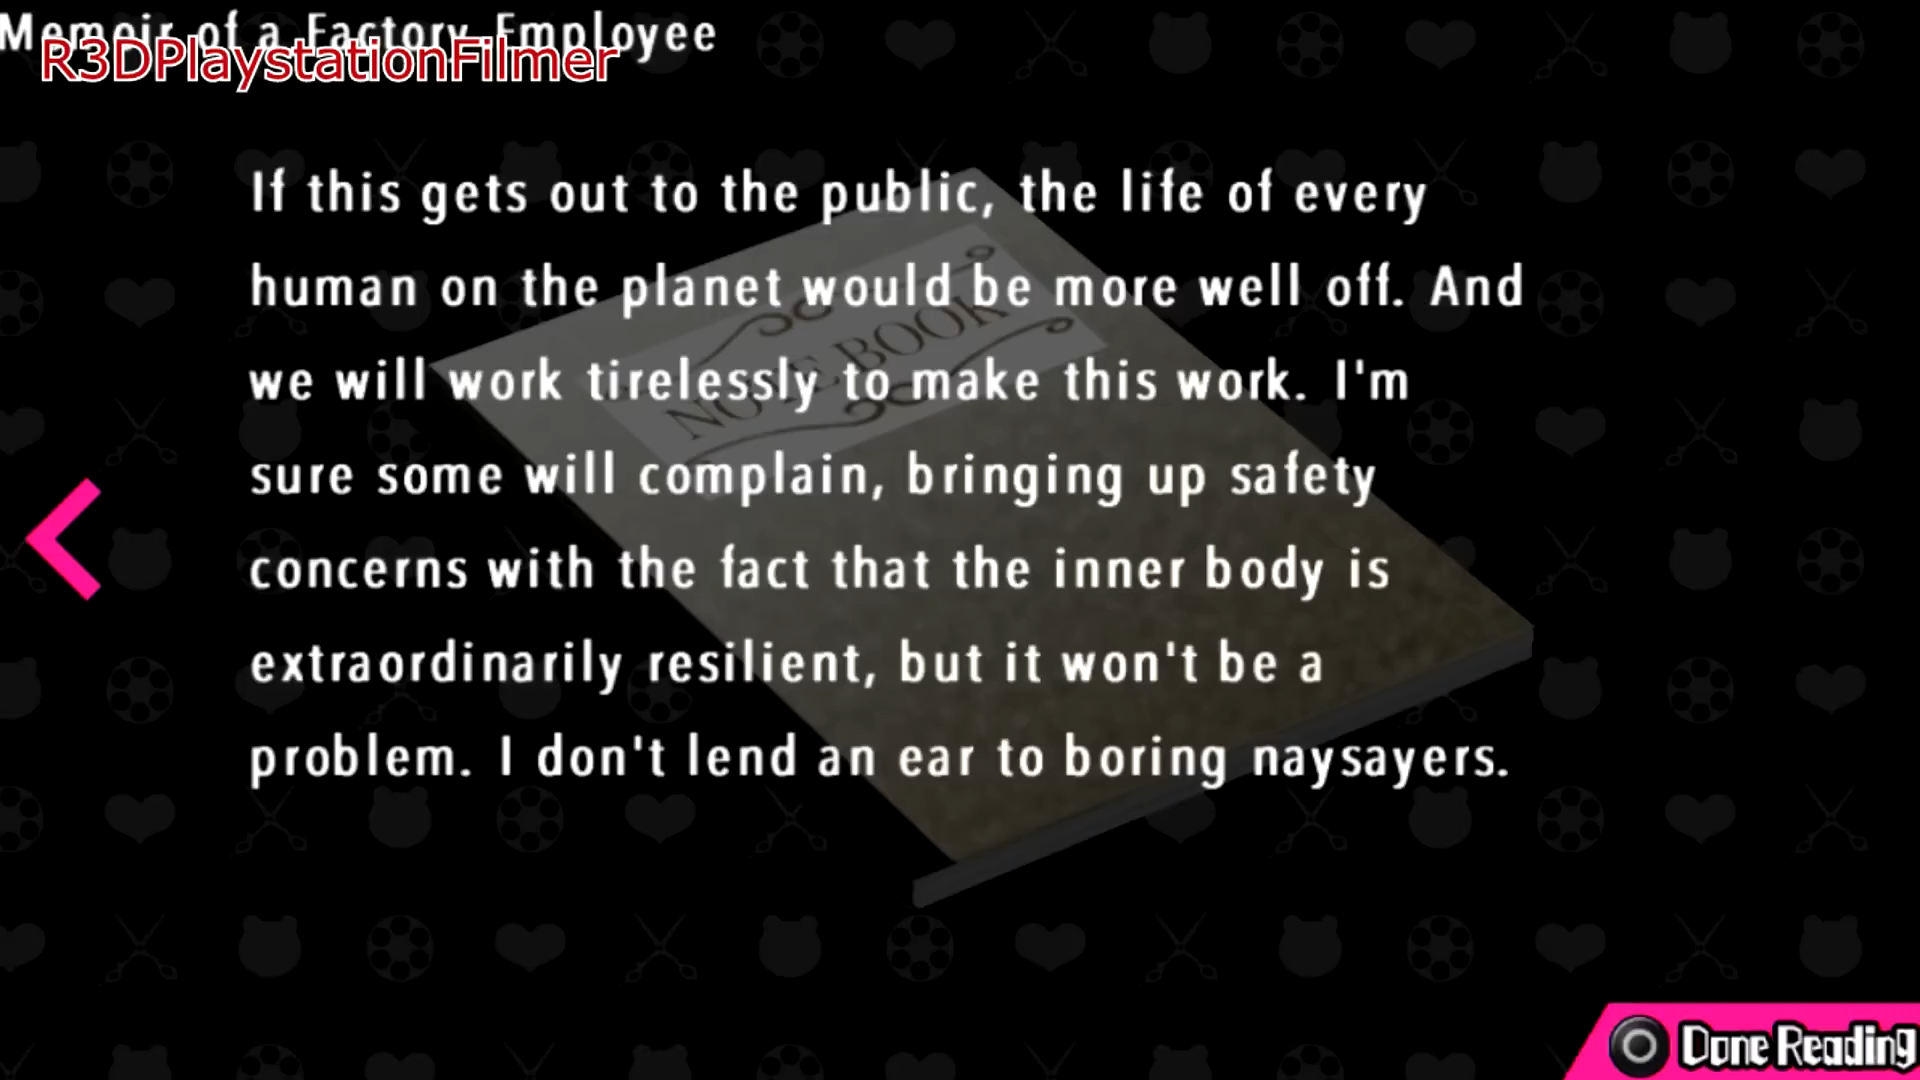 Memoir of a Factory Employee
R3DPlaystationFilmer
If this gets out to the public, the life of every
human on the planet would be more well off. And
we will work tirelessly to make this work. I'm
sure some will complain, bringing up safety
concerns with the fact that the inner body is
extraordinarily resilient, but it won't be a
problem. I don't lend an ear to boring naysayers.
NOTEBOOK
Done Reading